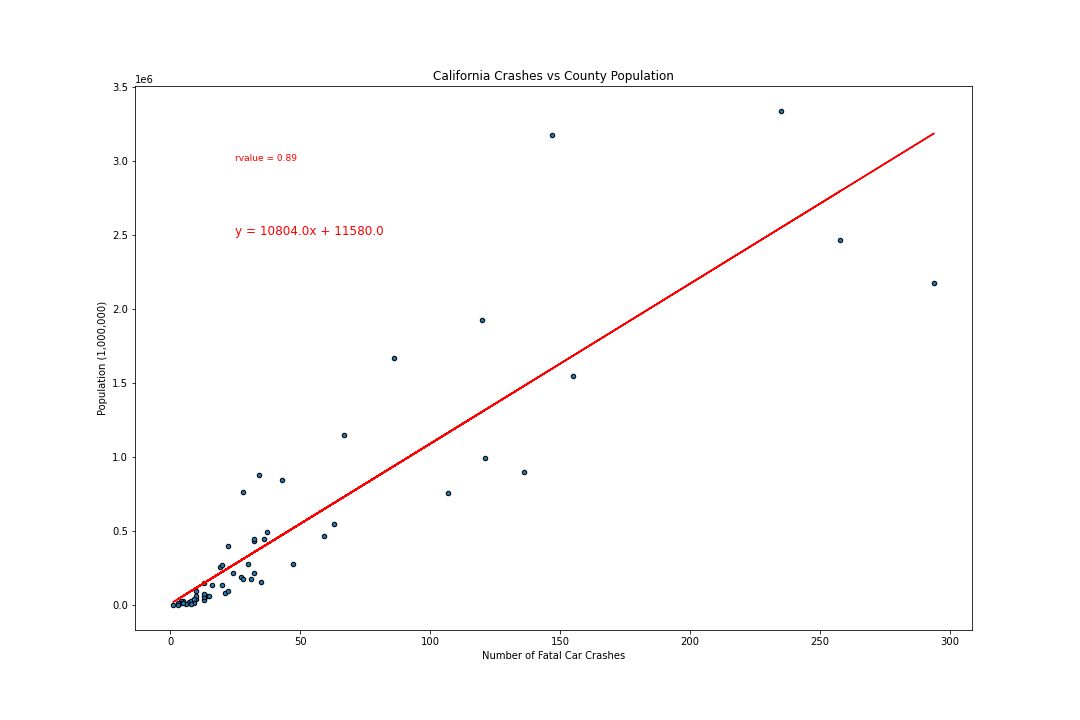 California Crashes vs County Population
1e6
3.5
3.0
2.5
2.0
1.5
1.0
0.5
0.0
Population (1,000,000)
rvalue = 0.89
y = 10804.0x + 11580.0
0 50 100 150 200 250 300
Number of Fatal Car Crashes